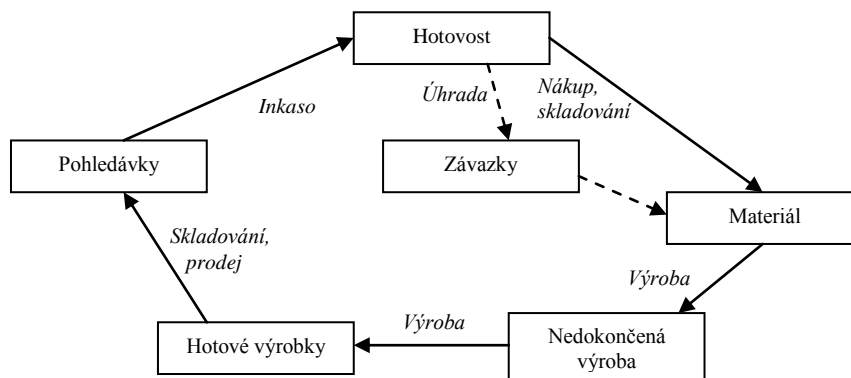 Hotovost
Úhrada
Nákup,
skladování
Inkaso
Pohledávky
Závazky
Materiál
Skladování,
prodej
Výroba
Výroba
Hotové výrobky
Nedokončená
výroba